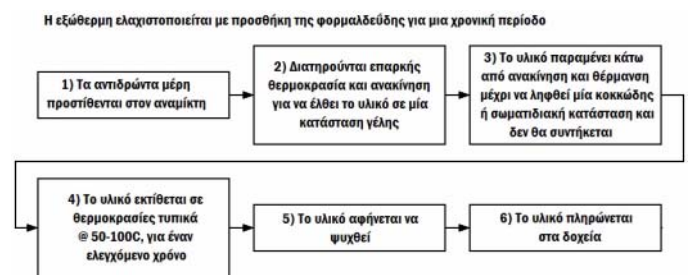 Η εξώθερμη ελαχιστοποιείται με προσθήκη της φορμαλδεΰδης για μια χρονική περίοδο
1) Τα αντιδρώντα μέρη
προστίθενται στον αναμίκτη
2) Διατηρούνται επαρκής
θερμοκρασία και ανακίνηση
για να έλθει το υλικό σε μία
κατάσταση γέλης
3) Το υλικό παραμένει κάτω
από ανακίνηση και θέρμανση
μέχρι να ληφθεί μία κοκκώδης
ή σωματιδιακή κατάσταση και
δεν θα συντήκεται
4) Το υλικό εκτίθεται σε
θερμοκρασίες τυπικά
@ 50-100C, για έναν
ελεγχόμενο χρόνο
5) Το υλικό αφήνεται να
ψυχθεί
6) Το υλικό πληρώνεται
στα δοχεία